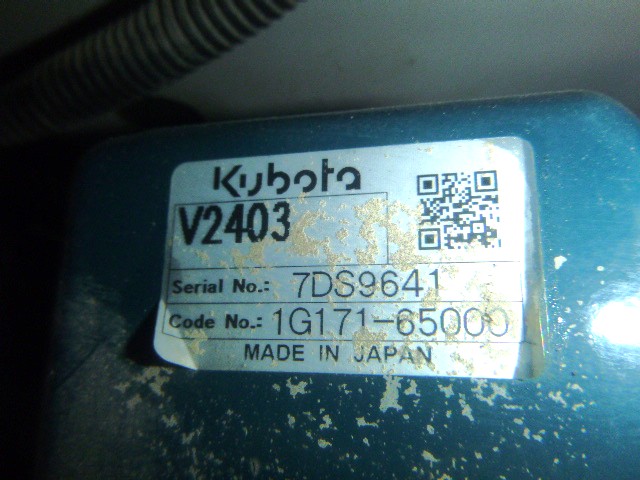 Kubota
V2403
Serial No.: 7DS9641
Code No.: 1G171-65000
MADE IN JAPAN